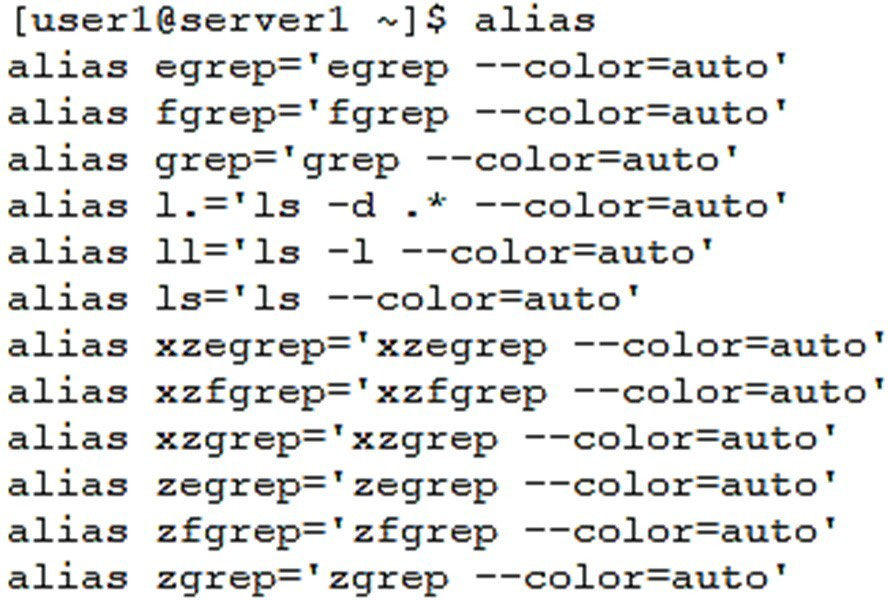 [user1@server1 ~]$ alias
alias egrep='egrep --color=auto'
alias fgrep='fgrep --color=auto'
alias grep='grep --color=auto'
alias l.='ls -d .* --color=auto'
alias ll='ls -l --color=auto'
alias ls='ls --color=auto'
alias xzegrep='xzegrep --color=auto'
alias xzfgrep='xzfgrep --color=auto'
alias xzgrep='xzgrep --color=auto'
alias zegrep='zegrep --color=auto'
alias zfgrep='zfgrep --color=auto'
alias zgrep='zgrep --color=auto'